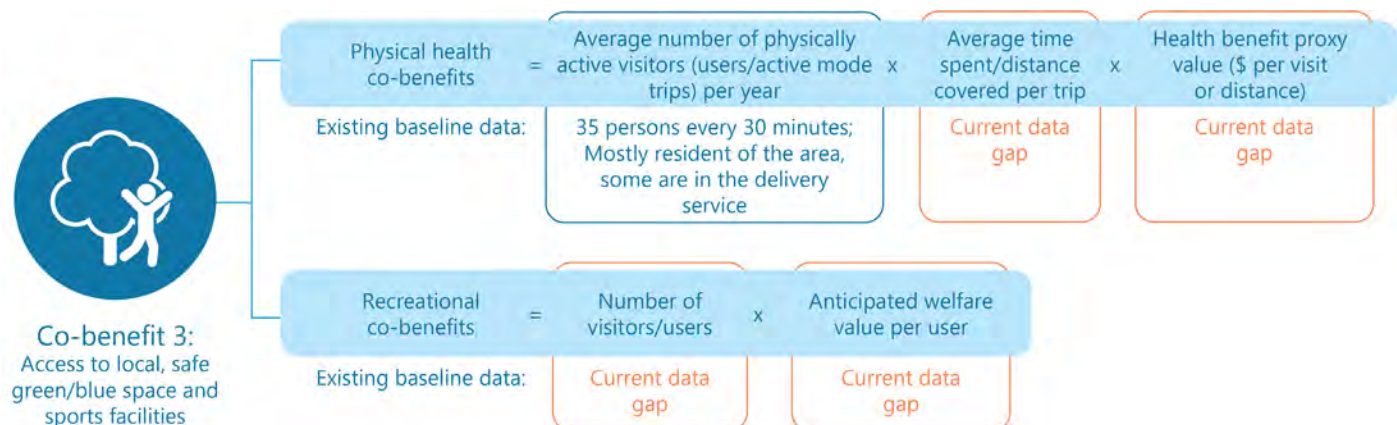 Physical health
co-benefits
=
Average number of physically
active visitors (users/active mode
trips) per year
x
Average time
spent/distance
covered per trip
x
Health benefit proxy
value ($ per visit
or distance)
Existing baseline data:
35 persons every 30 minutes;
Mostly resident of the area,
some are in the delivery
service
Current data
gap
Current data
gap
Co-benefit 3:
Access to local, safe
green/blue space and
sports facilities
Recreational
co-benefits
=
Number of
visitors/users
x
Anticipated welfare
value per user
Existing baseline data:
Current data
gap
Current data
gap